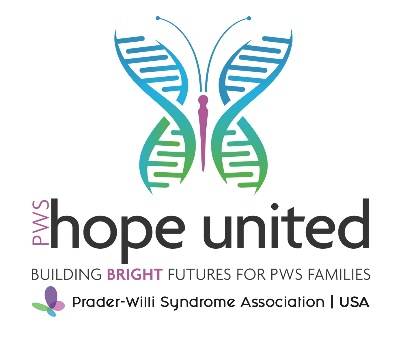 PWS hope united
BUILDING BRIGHT FUTURES FOR PWS FAMILIES
Prader-Willi Syndrome Association | USA